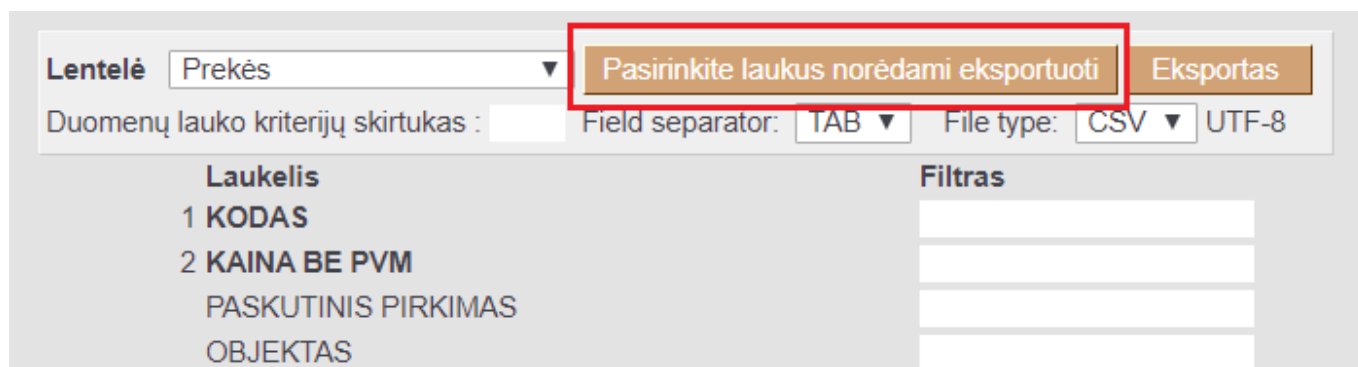 Lentelė Prekės ▼ Pasirinkite laukus norėdami eksportuoti Eksportas
Duomenų lauko kriterijų skirtukas : Field separator: TAB ▼ File type: CSV ▼ UTF-8
Laukelis Filtras
1 KODAS
2 KAINA BE PVM
PASKUTINIS PIRKIMAS
OBJEKTAS